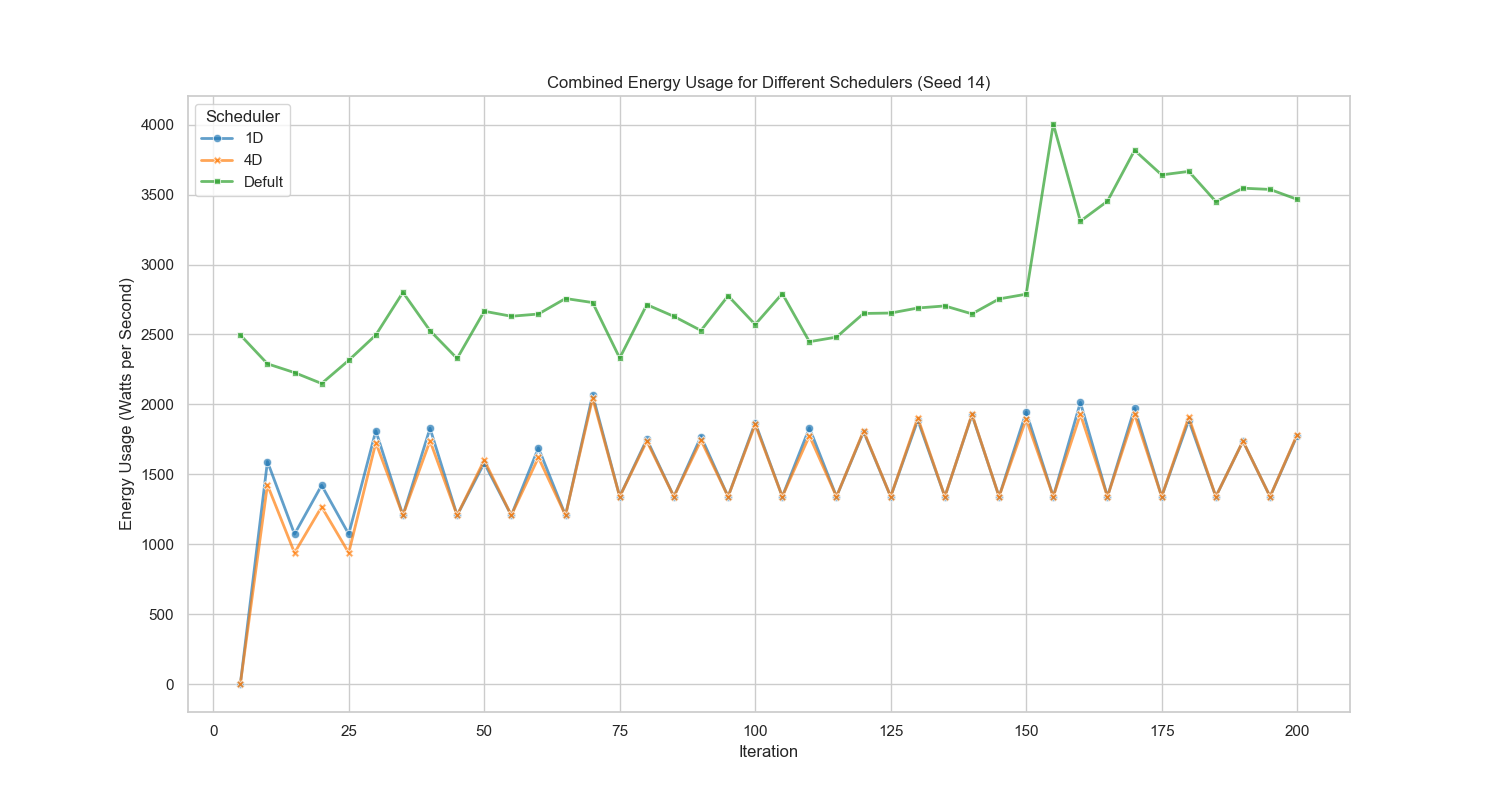 Combined Energy Usage for Different Schedulers (Seed 14)
Scheduler
1D
4D
Defult
Energy Usage (Watts per Second)
4000
3500
3000
2500
2000
1500
1000
500
0
0 25 50 75 100 125 150 175 200
Iteration